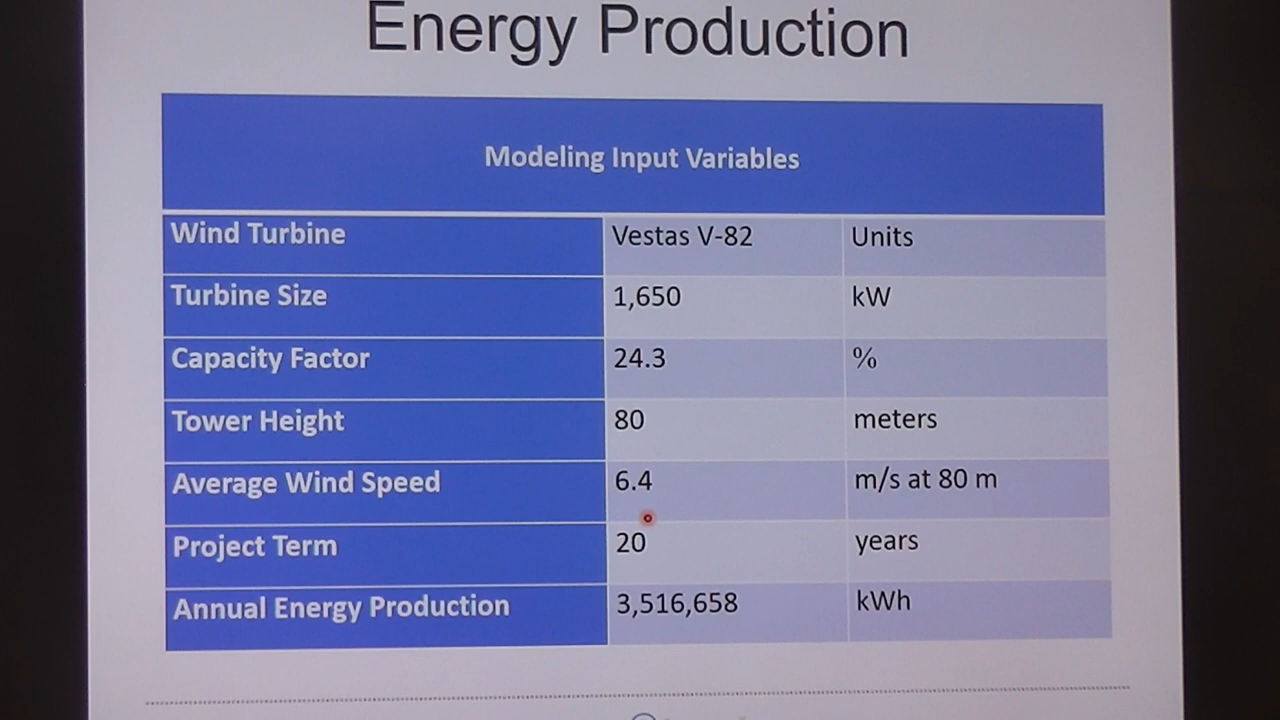 Energy Production
Modeling Input Variables
Wind Turbine Vestas V-82 Units
Turbine Size 1,650 kW
Capacity Factor 24.3 %
Tower Height 80 meters
Average Wind Speed 6.4 m/s at 80 m
Project Term 20 years
Annual Energy Production 3,516,658 kWh